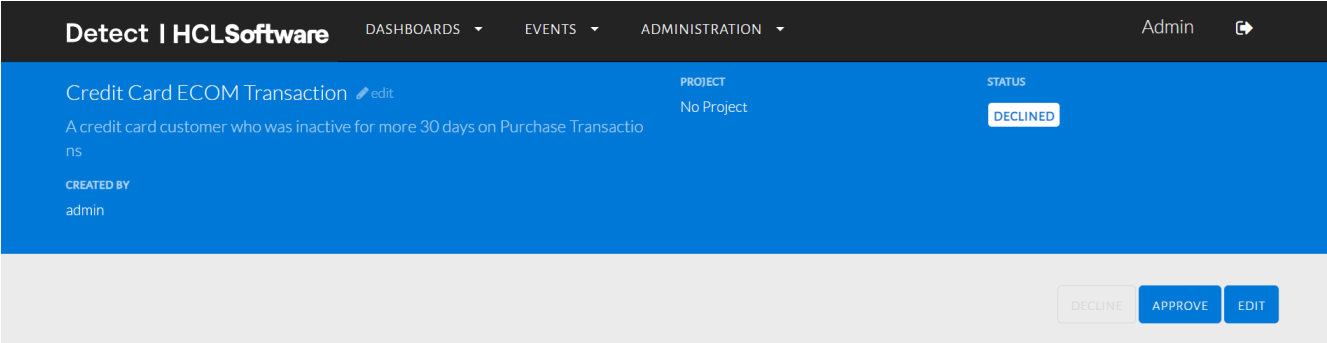 Detect | HCLSoftware DASHBOARDS EVENTS ADMINISTRATION Admin
Credit Card ECOM Transaction edit
A credit card customer who was inactive for more 30 days on Purchase Transactio
ns
CREATED BY
admin
PROJECT
No Project
STATUS
DECLINED
DECLINE APPROVE EDIT